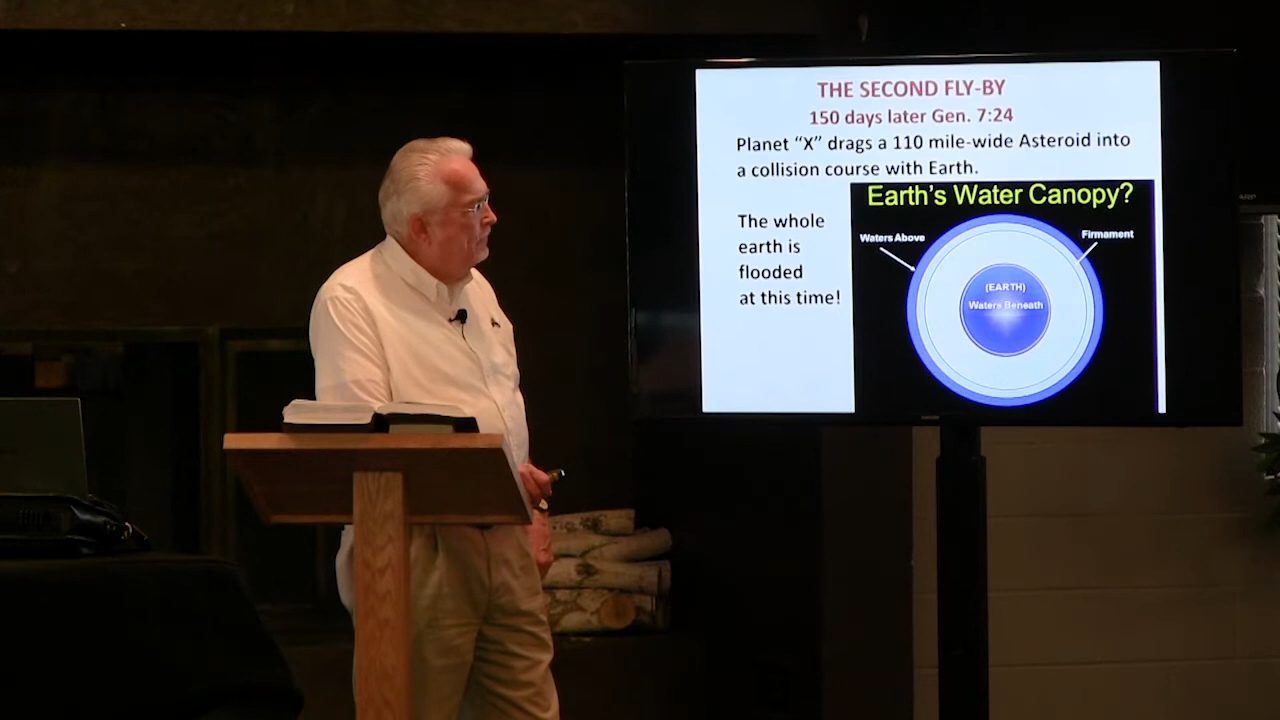 THE SECOND FLY-BY
150 days later Gen. 7:24
Planet “X” drags a 110 mile-wide Asteroid into
a collision course with Earth.
The whole
earth is
flooded
at this time!
Earth's Water Canopy?
Waters Above
Firmament
(EARTH)
Waters Beneath